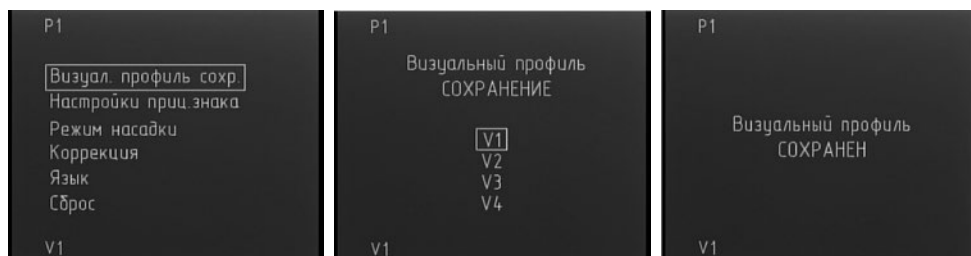 P1
Визуал. профиль сохр.
Настройки приц.знака
Режим насадки
Коррекция
Язык
Сброс
V1
P1
Визуальный профиль
СОХРАНЕНИЕ
V1
V2
V3
V4
V1
P1
Визуальный профиль
СОХРАНЕН
V1